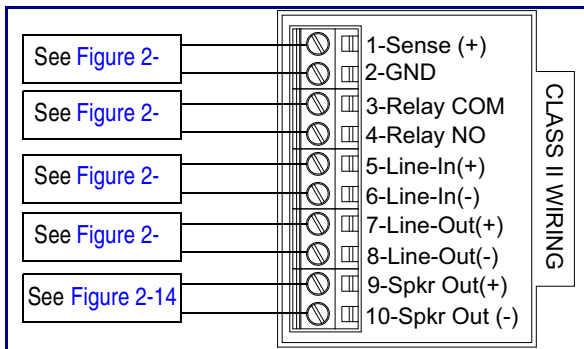 See Figure 2-
See Figure 2-
See Figure 2-
See Figure 2-
See Figure 2-14
1-Sense (+)
2-GND
3-Relay COM
4-Relay NO
5-Line-In(+)
6-Line-In(-)
7-Line-Out(+)
8-Line-Out(-)
9-Spkr Out(+)
10-Spkr Out (-)
CLASS II WIRING